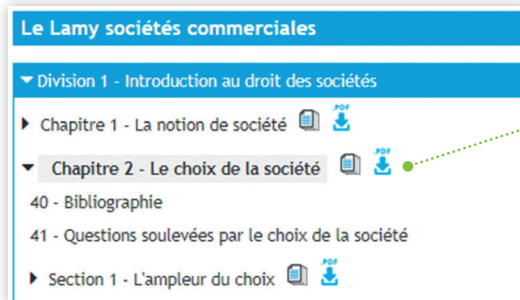 Le Lamy sociétés commerciales
Division 1 - Introduction au droit des sociétés
Chapitre 1 - La notion de société .PDF
Chapitre 2 - Le choix de la société .PDF
40 - Bibliographie
41 - Questions soulevées par le choix de la société
Section 1 - L'ampleur du choix .PDF